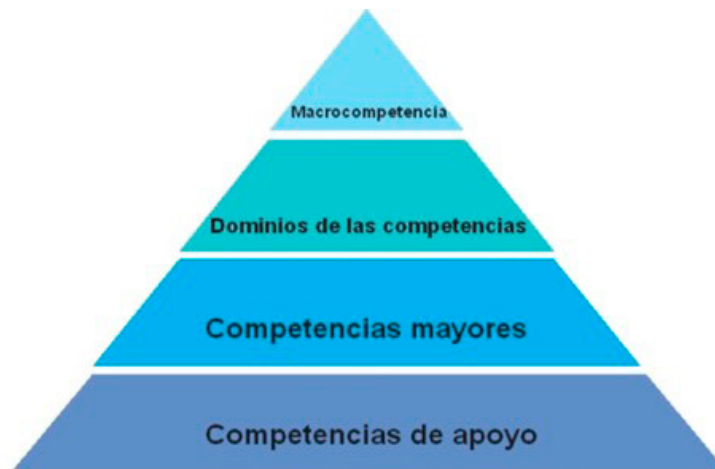 Macrocompetencia
Dominios de las competencias
Competencias mayores
Competencias de apoyo